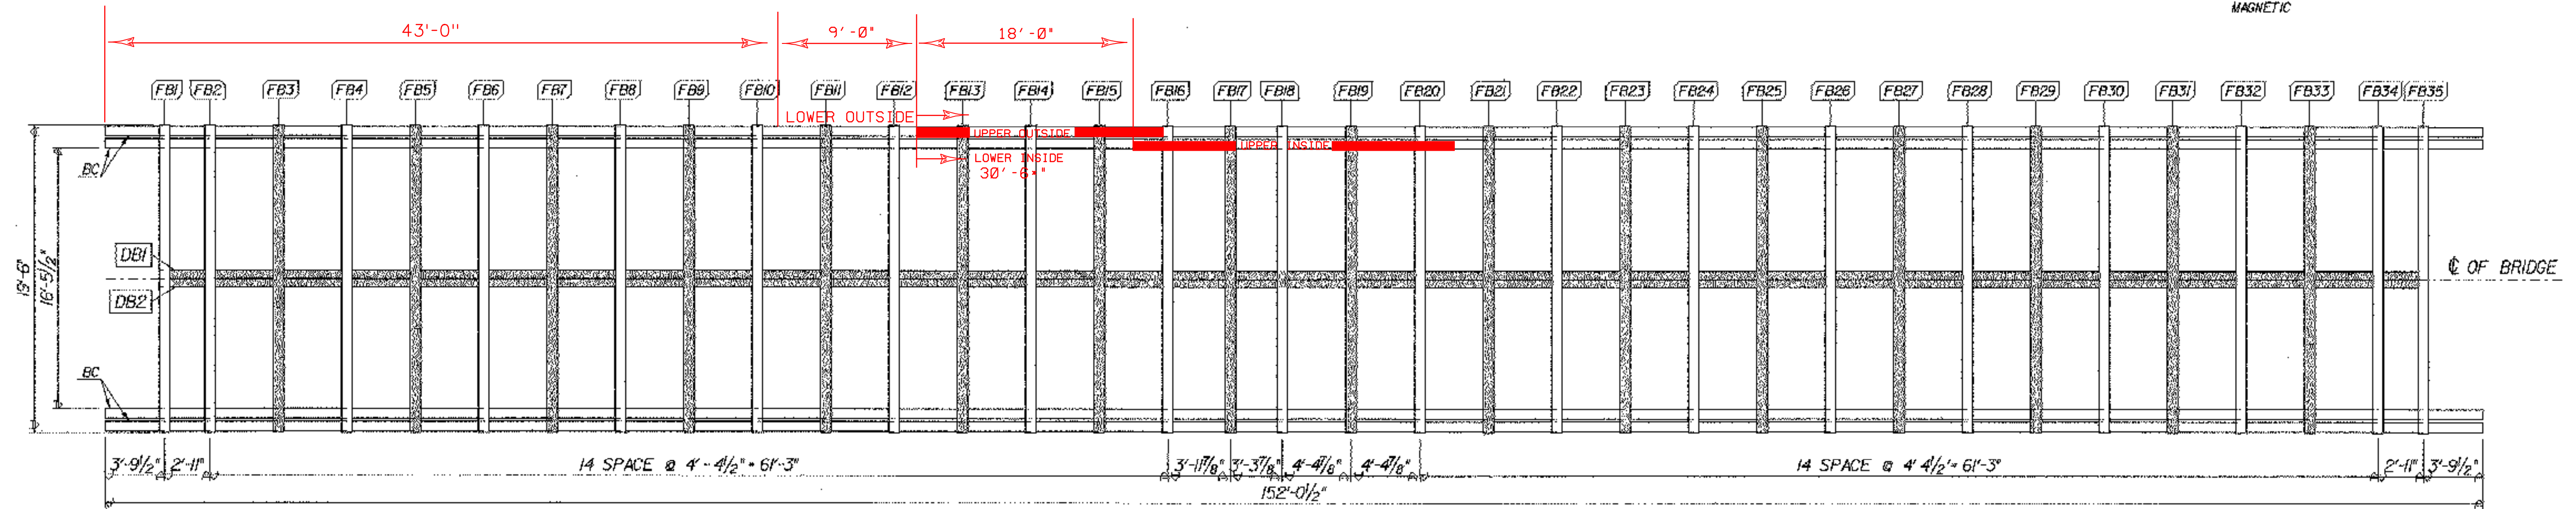 MAGNETIC
43'-0"
9'-0"
18'-0"
FB1 FB2 FB3 FB4 FB5 FB6 FB7 FB8 FB9 FB10 FB11 FB12 FB13 FB14 FB15 FB16 FB17 FB18 FB19 FB20 FB21 FB22 FB23 FB24 FB25 FB26 FB27 FB28 FB29 FB30 FB31 FB32 FB33 FB34 FB35
LOWER OUTSIDE
UPPER OUTSIDE
UPPER INSIDE
LOWER INSIDE
30'-6*"
BC
DB1
DB2
19'-6"
16'-5 1/2"
℄ OF BRIDGE
BC
3'-9 1/2" 2'-11" 14 SPACE @ 4' - 4 1/2" = 61'-3" 3'-11 7/8" 3'-3 7/8" 4'-4 7/8" 4'-4 7/8" 14 SPACE @ 4' 4 1/2' = 61'-3" 2'-11" 3'-9 1/2"
152'-0 1/2"